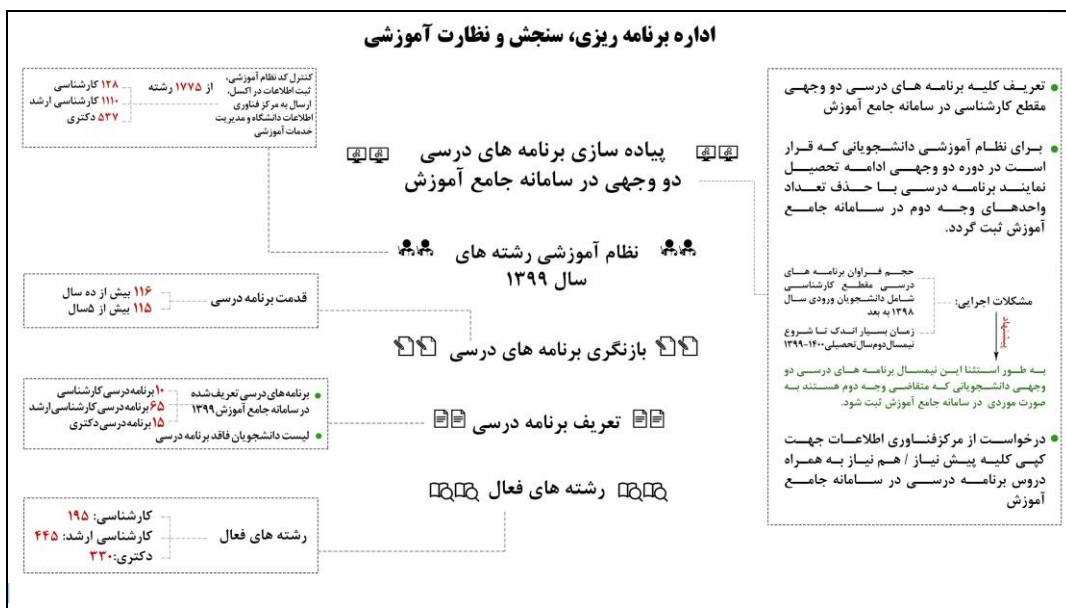 اداره برنامه ریزی، سنجش و نظارت آموزشی
تعریف کلیه برنامه های درسی دو وجهی
مقطع کارشناسی در سامانه جامع آموزش
برای نظام آموزشی دانشجویانی که قرار
است در دوره دو وجهی ادامه تحصیل
نمایند برنامه درسی با حذف تعداد
واحدهای وجه دوم در سامانه جامع
آموزش ثبت گردد.
مشکلات اجرایی:
حجم فراوان برنامه های
درسی مقطع کارشناسی
شامل دانشجویان ورودی سال
۱۳۹۸ به بعد
زمان بسیار اندک تا شروع
نیمسال دوم سال تحصیلی ۱۴۰۰-۱۳۹۹
پیشنهاد
به طور استثنا این نیمسال برنامه های درسی دو
وجهی دانشجویانی که متقاضی وجه دوم هستند به
صورت موردی در سامانه جامع آموزش ثبت شود.
درخواست از مرکزفناوری اطلاعات جهت
کپی کلیه پیش نیاز / هم نیاز به همراه
دروس برنامه درسی در سامانه جامع
آموزش
پیاده سازی برنامه های درسی
دو وجهی در سامانه جامع آموزش
نظام آموزشی رشته های
سال ۱۳۹۹
بازنگری برنامه های درسی
تعریف برنامه درسی
رشته های فعال
کنترل کد نظام آموزشی،
ثبت اطلاعات در اکسل،
ارسال به مرکز فناوری
اطلاعات دانشگاه و مدیریت
خدمات آموزشی
از ۱۷۷۵ رشته
۱۲۸ کارشناسی
۱۱۱۰ کارشناسی ارشد
۵۳۷ دکتری
قدمت برنامه درسی
۱۱۶ بیش از ده سال
۱۱۵ بیش از ۵سال
برنامه های درسی تعریف شده
در سامانه جامع آموزش ۱۳۹۹
۱۰برنامه درسی کارشناسی
۶۵برنامه درسی کارشناسی ارشد
۱۵برنامه درسی دکتری
لیست دانشجویان فاقد برنامه درسی
رشته های فعال
کارشناسی: ۱۹۵
کارشناسی ارشد: ۴۴۵
دکتری:۳۳۰